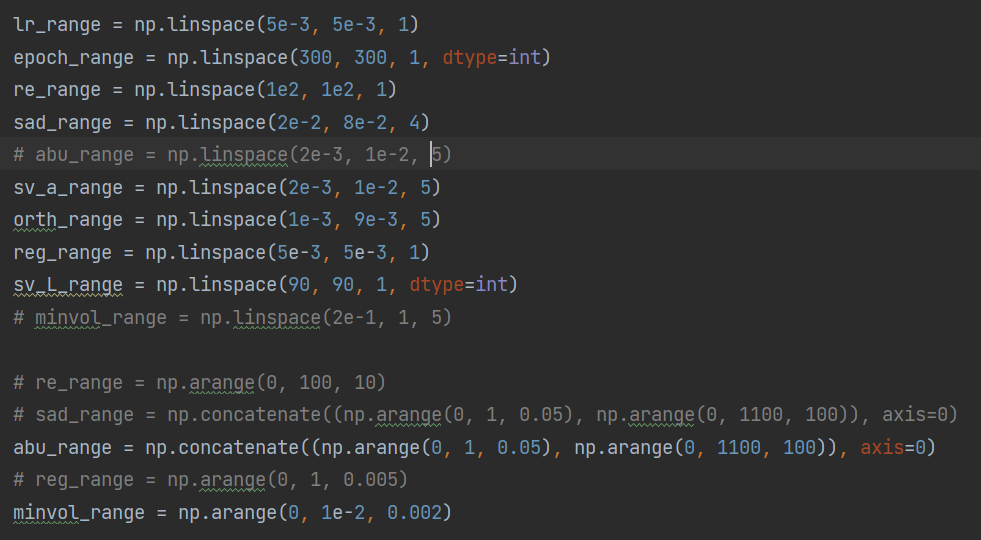 lr_range = np.linspace(5e-3, 5e-3, 1)
epoch_range = np.linspace(300, 300, 1, dtype=int)
re_range = np.linspace(1e2, 1e2, 1)
sad_range = np.linspace(2e-2, 8e-2, 4)
# abu_range = np.linspace(2e-3, 1e-2, 5)
sv_a_range = np.linspace(2e-3, 1e-2, 5)
orth_range = np.linspace(1e-3, 9e-3, 5)
reg_range = np.linspace(5e-3, 5e-3, 1)
sv_L_range = np.linspace(90, 90, 1, dtype=int)
# minvol_range = np.linspace(2e-1, 1, 5)
# re_range = np.arange(0, 100, 10)
# sad_range = np.concatenate((np.arange(0, 1, 0.05), np.arange(0, 1100, 100)), axis=0)
abu_range = np.concatenate((np.arange(0, 1, 0.05), np.arange(0, 1100, 100)), axis=0)
# reg_range = np.arange(0, 1, 0.005)
minvol_range = np.arange(0, 1e-2, 0.002)